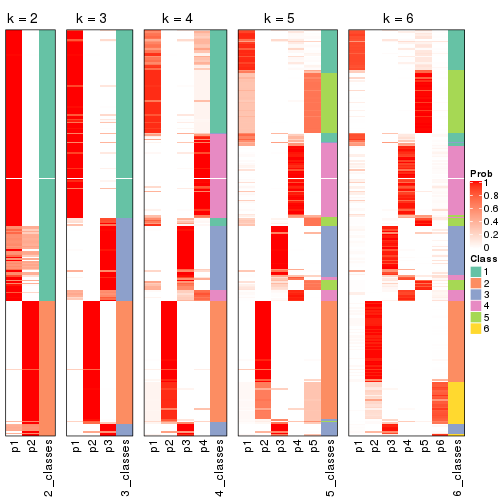 k = 2
k = 3
k = 4
k = 5
k = 6
Prob
1
0.8
0.6
0.4
0.2
0
Class
1
2
3
4
5
6
p1
p2
2_classes
p1
p2
p3
3_classes
p1
p2
p3
p4
4_classes
p1
p2
p3
p4
p5
5_classes
p1
p2
p3
p4
p5
p6
6_classes